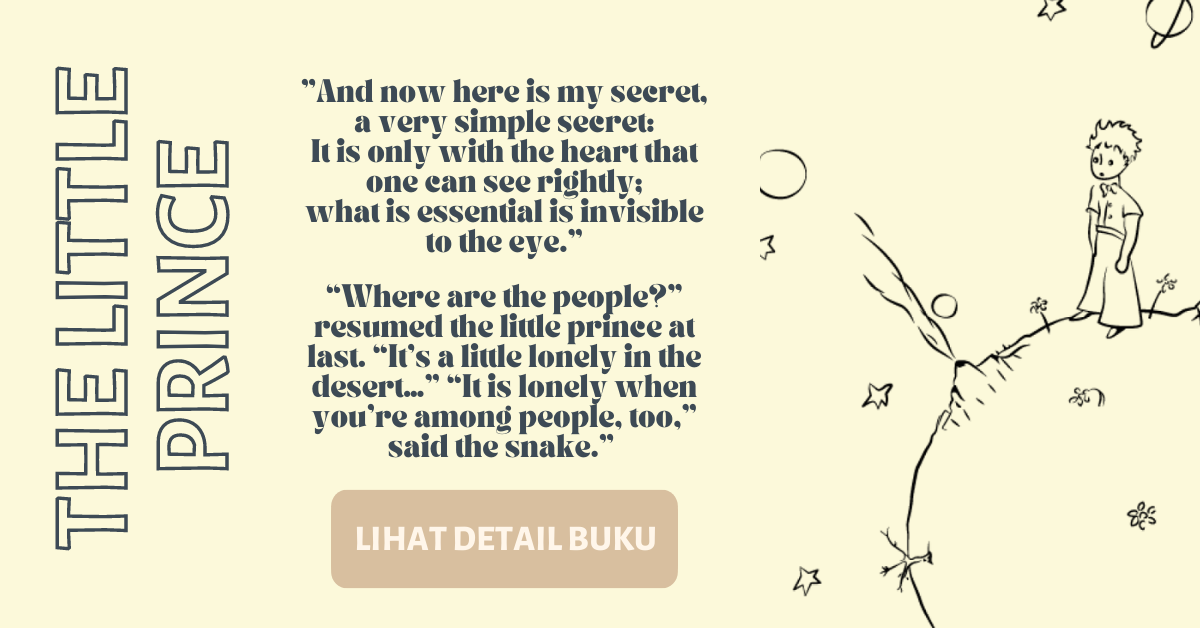 THE LITTLE
PRINCE
”And now here is my secret,
a very simple secret:
It is only with the heart that
one can see rightly;
what is essential is invisible
to the eye.”
“Where are the people?”
resumed the little prince at
last. “It’s a little lonely in the
desert...” “It is lonely when
you’re among people, too,”
said the snake.”
LIHAT DETAIL BUKU